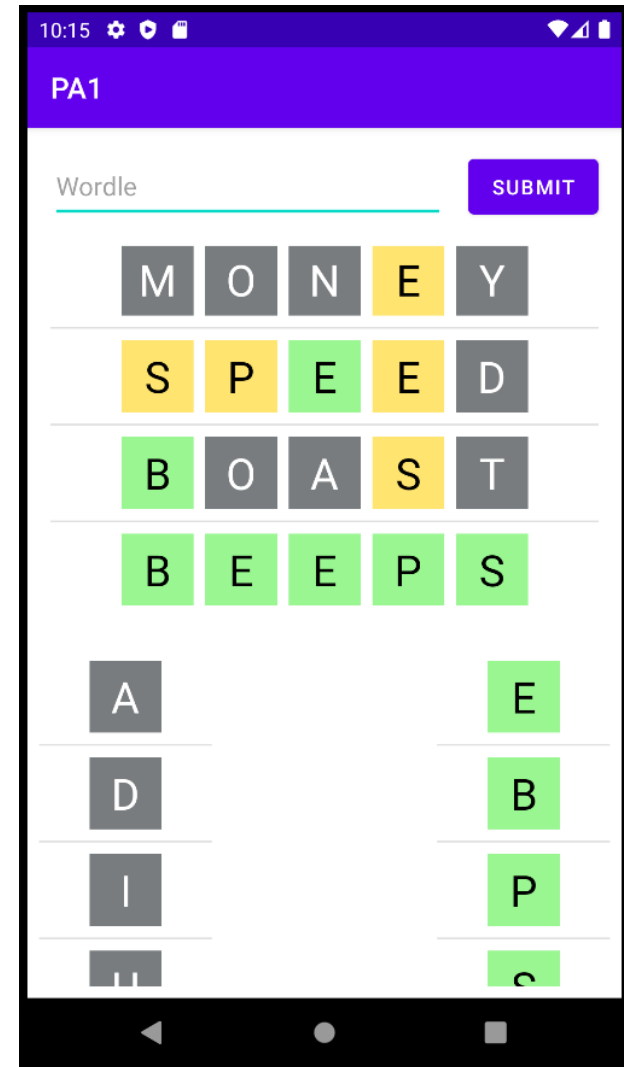 10:15
PA1
Wordle SUBMIT
M O N E Y
S P E E D
B O A S T
B E E P S
A E
D B
I P
S